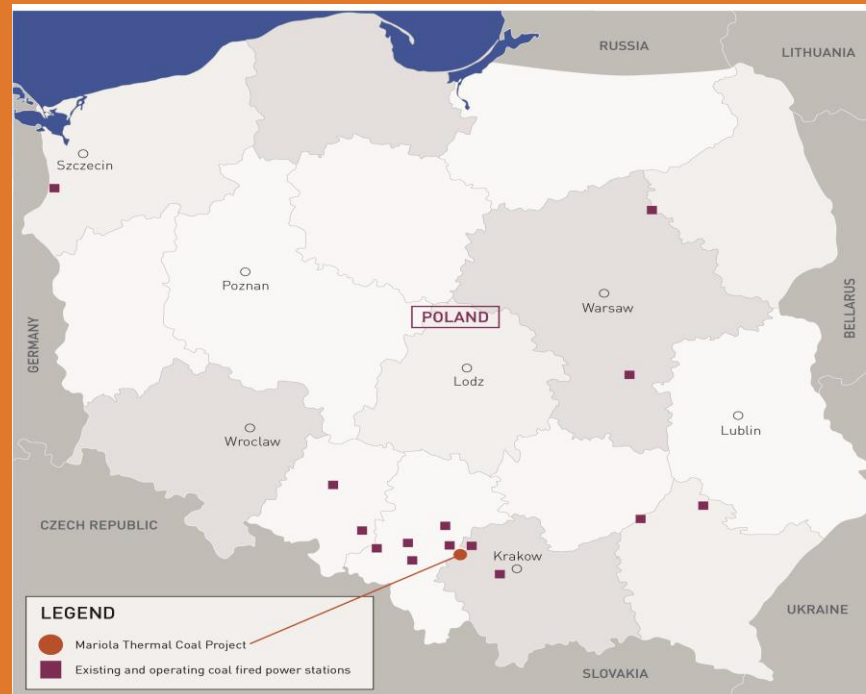 RUSSIA
LITHUANIA
Szczecin
Poznan
Warsaw
POLAND
GERMANY
BELLARUS
Lodz
Wroclaw
Lublin
CZECH REPUBLIC
Krakow
UKRAINE
SLOVAKIA
LEGEND
Mariola Thermal Coal Project
Existing and operating coal fired power stations